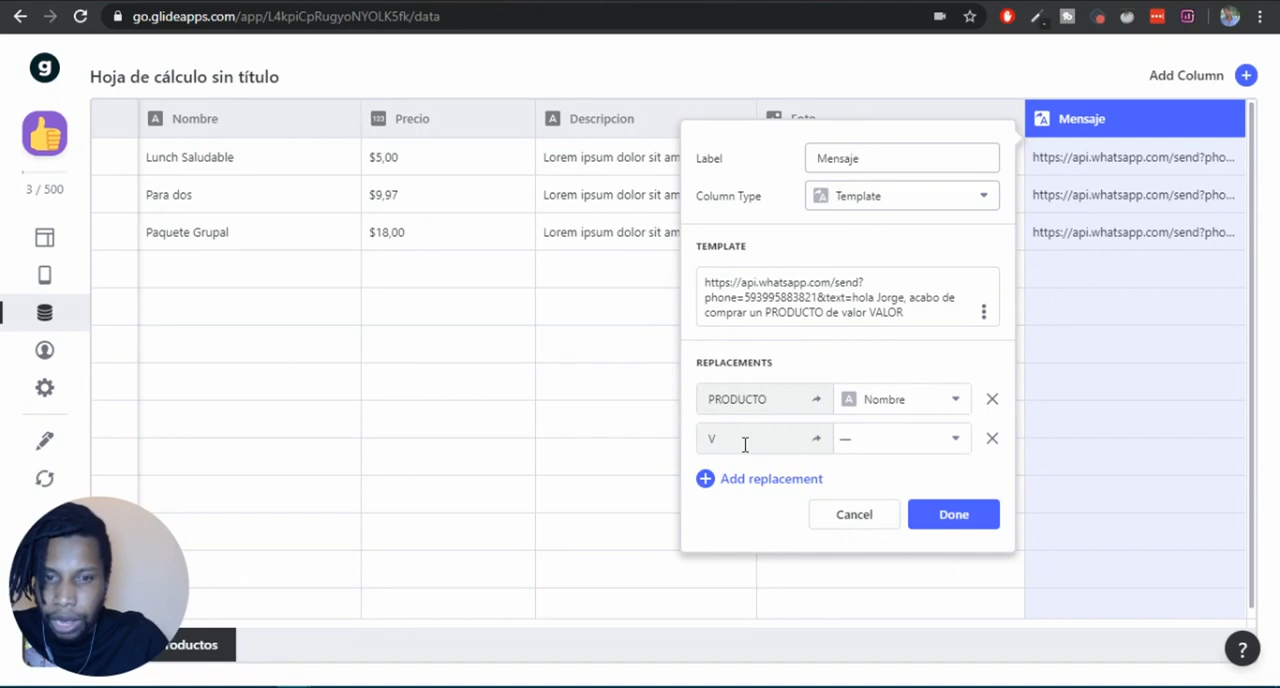 go.glideapps.com/app/L4kpiCpRugyoNYOLK5fk/data
g
Hoja de cálculo sin título
Add Column
3 / 500
Nombre
123 Precio
A Descripcion
Foto
Mensaje
Lunch Saludable
$5,00
Lorem ipsum dolor sit am
https://api.whatsapp.com/send?pho...
Para dos
$9,97
Lorem ipsum dolor sit am
https://api.whatsapp.com/send?pho...
Paquete Grupal
$18,00
Lorem ipsum dolor sit am
https://api.whatsapp.com/send?pho...
Label
Mensaje
Column Type
Template
TEMPLATE
https://api.whatsapp.com/send?
phone=593995883821&text=hola Jorge, acabo de
comprar un PRODUCTO de valor VALOR
REPLACEMENTS
PRODUCTO
A Nombre
V
—
Add replacement
Cancel
Done
roductos
?